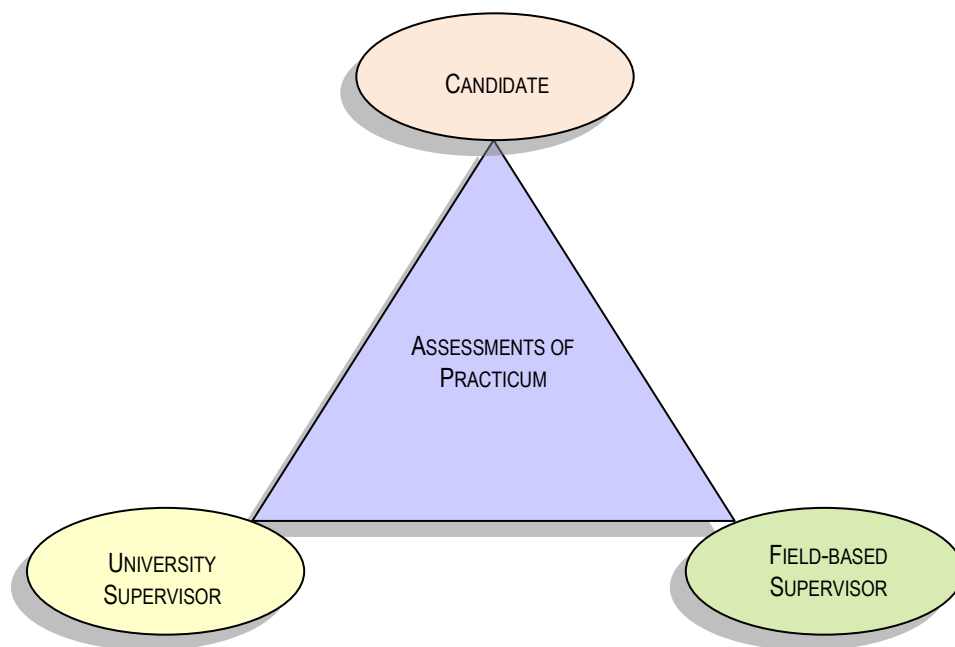 CANDIDATE
ASSESSMENTS OF
PRACTICUM
UNIVERSITY
SUPERVISOR
FIELD-BASED
SUPERVISOR